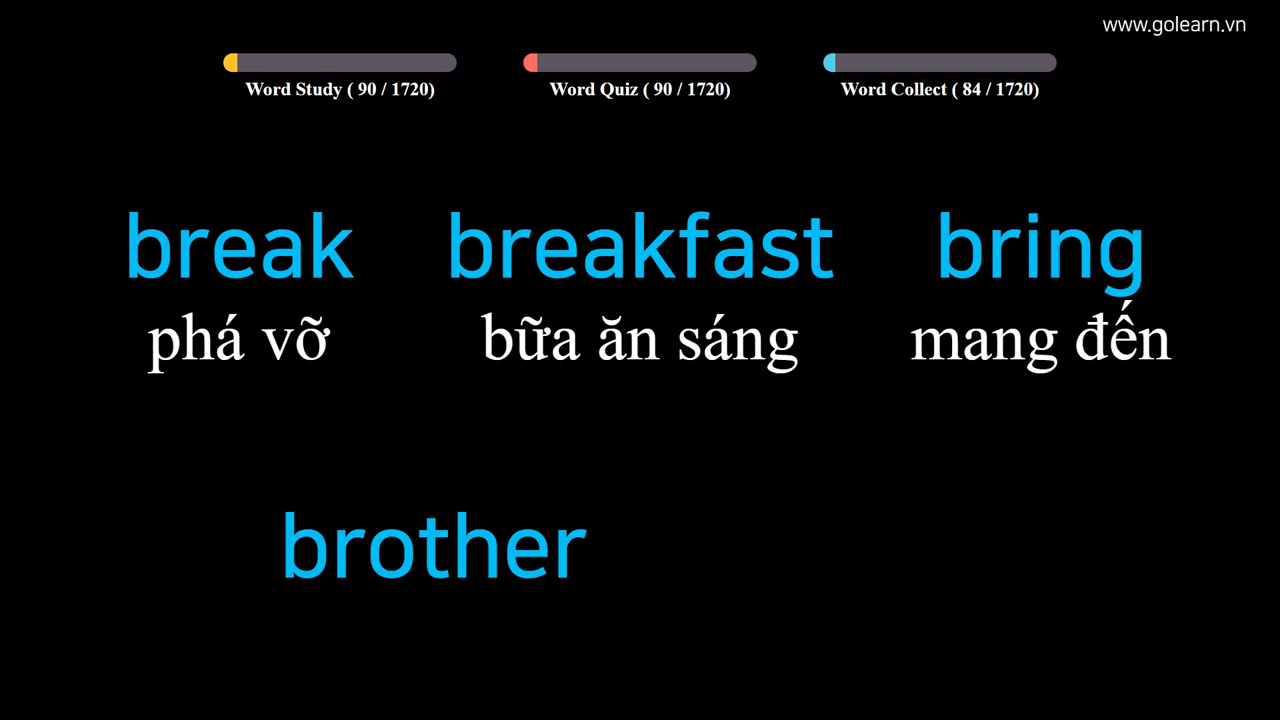 www.golearn.vn
Word Study ( 90 / 1720)
Word Quiz ( 90 / 1720)
Word Collect ( 84 / 1720)
break
breakfast
bring
phá vỡ
bữa ăn sáng
mang đến
brother